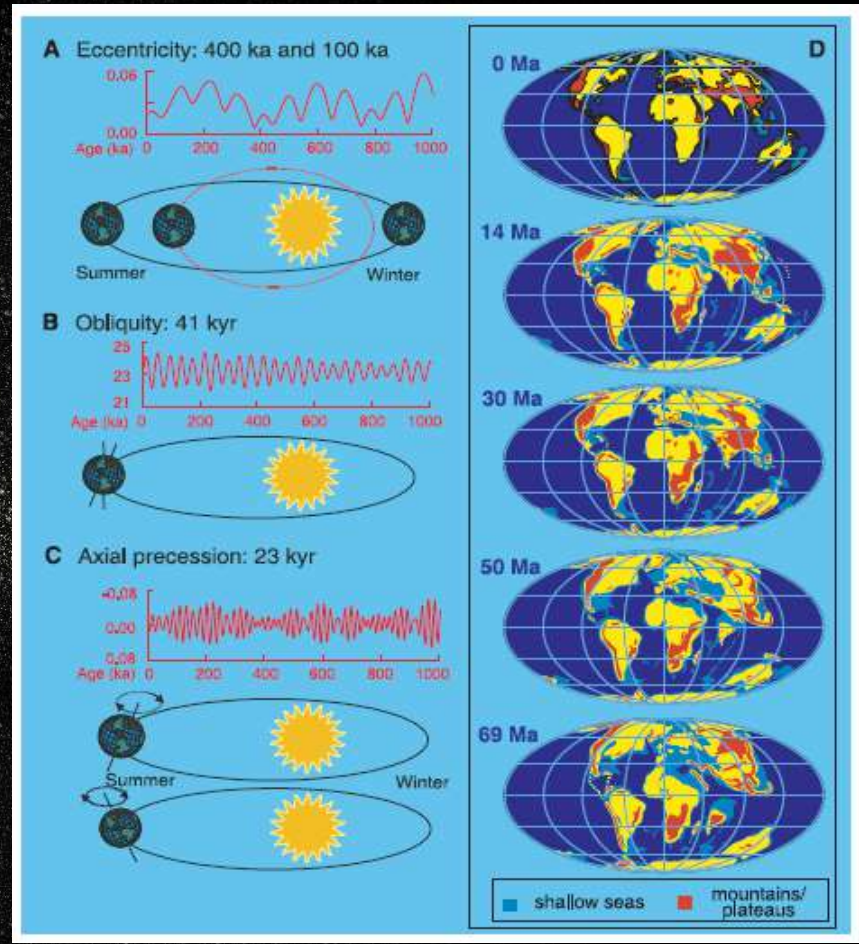 A Eccentricity: 400 ka and 100 ka
0.06
0.00
Age (ka) 0 200 400 600 800 1000
Summer
Winter
B Obliquity: 41 kyr
25
23
21
Age (ka) 0 200 400 600 800 1000
C Axial precession: 23 kyr
-0.08
0.00
0.08
Age (ka) 0 200 400 600 800 1000
Summer
Winter
D
0 Ma
14 Ma
30 Ma
50 Ma
69 Ma
shallow seas
mountains/
plateaus